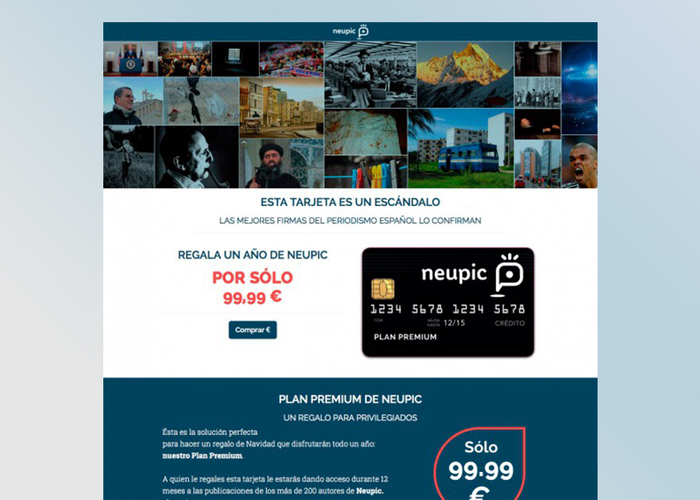 neupic
ESTA TARJETA ES UN ESCÁNDALO
LAS MEJORES FIRMAS DEL PERIODISMO ESPAÑOL LO CONFIRMAN
REGALA UN AÑO DE NEUPIC
POR SÓLO
99,99 €
Comprar €
neupic
1234 5678 1234 5678
12/15
CRÉDITO
PLAN PREMIUM
PLAN PREMIUM DE NEUPIC
UN REGALO PARA PRIVILEGIADOS
Ésta es la solución perfecta
para hacer un regalo de Navidad que disfrutarán todo un año:
nuestro Plan Premium.
A quien le regales esta tarjeta le estarás dando acceso durante 12
meses a las publicaciones de los más de 200 autores de Neupic.
Sólo
99,99
€